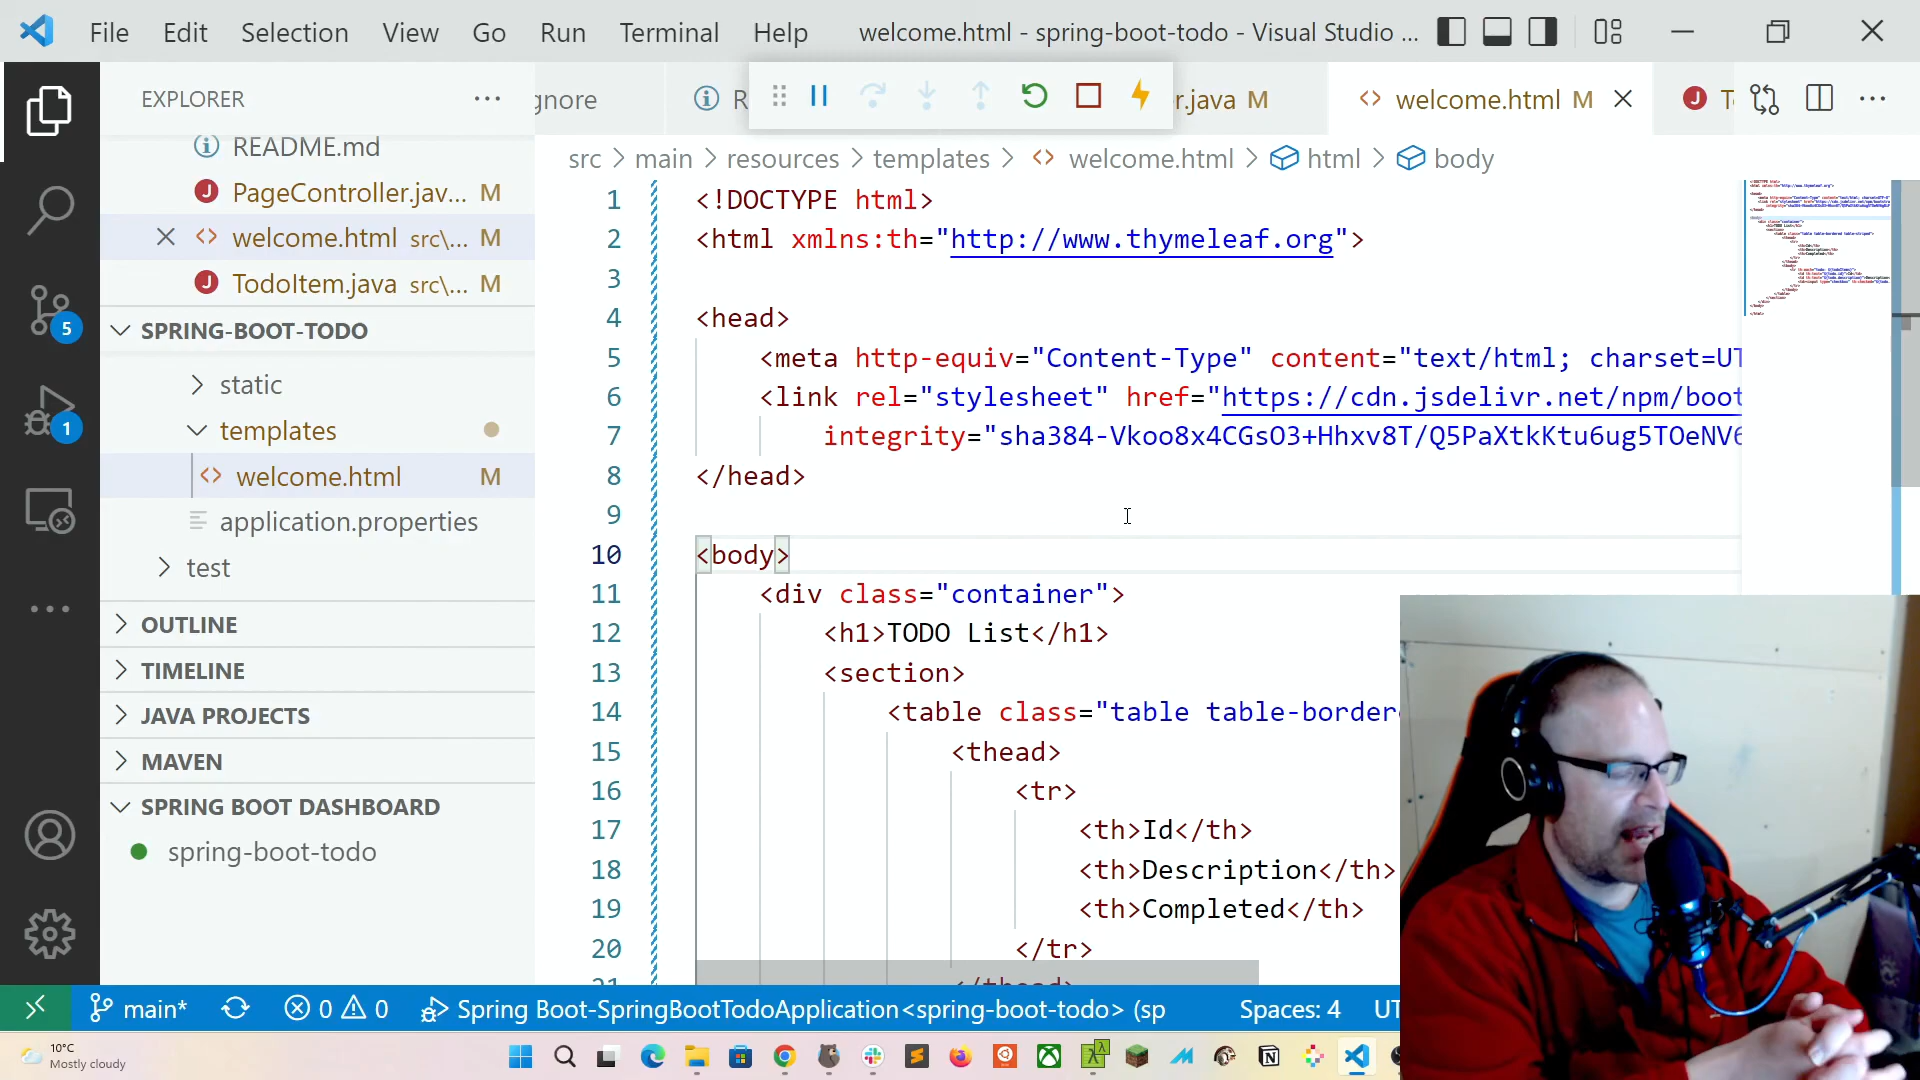 File Edit Selection View Go Run Terminal Help welcome.html - spring-boot-todo - Visual Studio ...
EXPLORER
gnore
R
r.java M
welcome.html M
README.md
PageController.jav... M
welcome.html src\... M
TodoItem.java src\... M
SPRING-BOOT-TODO
static
templates
welcome.html M
application.properties
test
OUTLINE
TIMELINE
JAVA PROJECTS
MAVEN
SPRING BOOT DASHBOARD
spring-boot-todo
5
1
src > main > resources > templates > welcome.html > html > body
1 <!DOCTYPE html>
2 <html xmlns:th="http://www.thymeleaf.org">
3
4 <head>
5 <meta http-equiv="Content-Type" content="text/html; charset=UT
6 <link rel="stylesheet" href="https://cdn.jsdelivr.net/npm/boot
7 integrity="sha384-Vkoo8x4CGsO3+Hhxv8T/Q5PaXtkKtu6ug5TOeNV6
8 </head>
9
10 <body>
11 <div class="container">
12 <h1>TODO List</h1>
13 <section>
14 <table class="table table-border
15 <thead>
16 <tr>
17 <th>Id</th>
18 <th>Description</th>
19 <th>Completed</th>
20 </tr>
21 </thead>
main* 0 0 Spring Boot-SpringBootTodoApplication<spring-boot-todo> (sp Spaces: 4 UT
10°C
Mostly cloudy